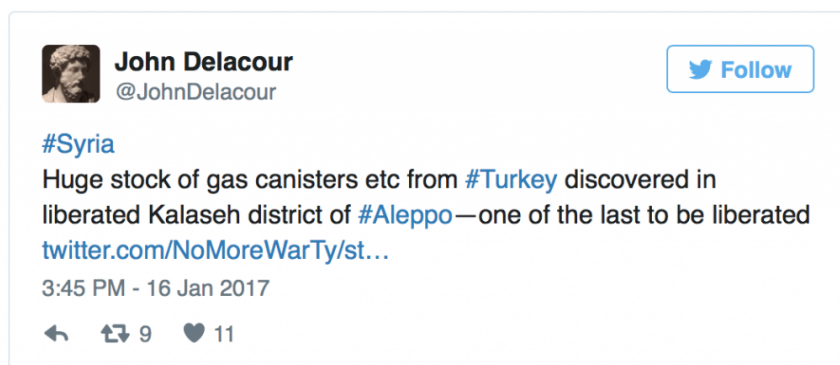 John Delacour
@JohnDelacour
Follow
#Syria
Huge stock of gas canisters etc from #Turkey discovered in
liberated Kalaseh district of #Aleppo—one of the last to be liberated
twitter.com/NoMoreWarTy/st…
3:45 PM - 16 Jan 2017
9 11